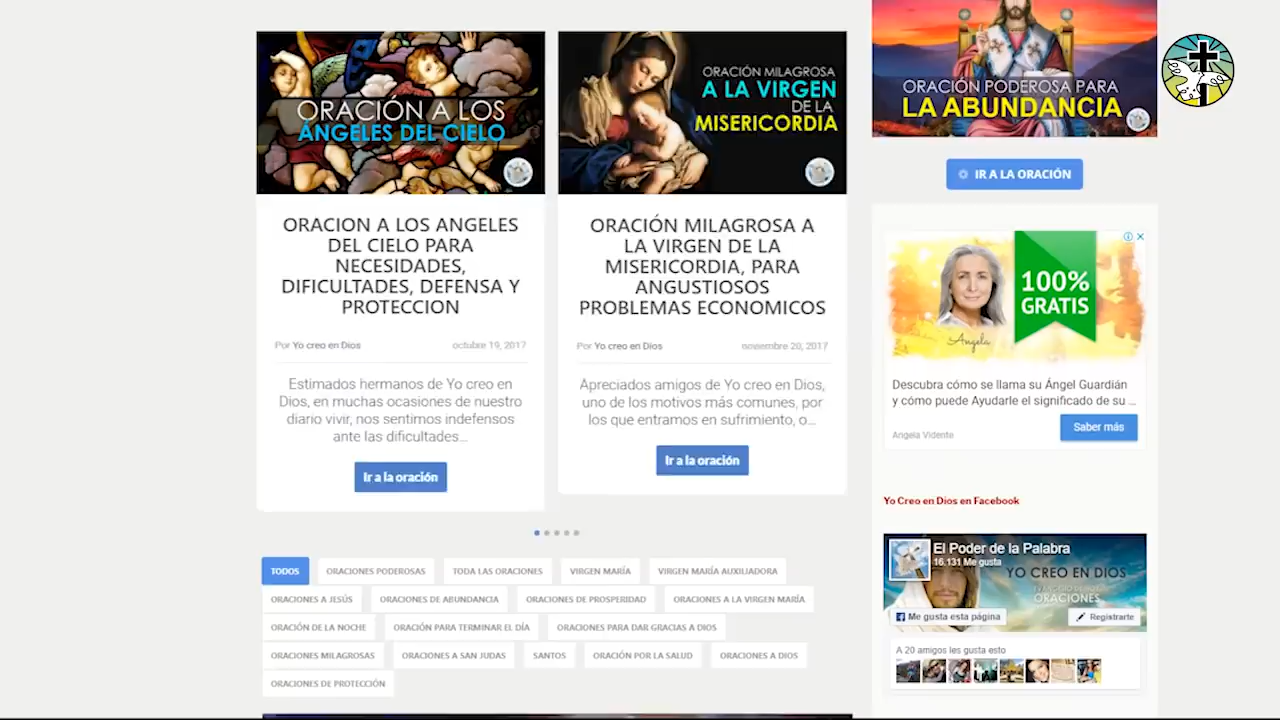 ORACIÓN A LOS
ÁNGELES DEL CIELO
ORACION A LOS ANGELES
DEL CIELO PARA
NECESIDADES,
DIFICULTADES, DEFENSA Y
PROTECCION
Por Yo creo en Dios octubre 19, 2017
Estimados hermanos de Yo creo en
Dios, en muchas ocasiones de nuestro
diario vivir, nos sentimos indefensos
ante las dificultades...
Ir a la oración
ORACIÓN MILAGROSA
A LA VIRGEN
DE LA
MISERICORDIA
ORACIÓN MILAGROSA A
LA VIRGEN DE LA
MISERICORDIA, PARA
ANGUSTIOSOS
PROBLEMAS ECONOMICOS
Por Yo creo en Dios noviembre 20, 2017
Apreciados amigos de Yo creo en Dios,
uno de los motivos más comunes, por
los que entramos en sufrimiento, o...
Ir a la oración
TODOS ORACIONES PODEROSAS TODA LAS ORACIONES VIRGEN MARÍA VIRGEN MARÍA AUXILIADORA
ORACIONES A JESÚS ORACIONES DE ABUNDANCIA ORACIONES DE PROSPERIDAD ORACIONES A LA VIRGEN MARÍA
ORACIÓN DE LA NOCHE ORACIÓN PARA TERMINAR EL DÍA ORACIONES PARA DAR GRACIAS A DIOS
ORACIONES MILAGROSAS ORACIONES A SAN JUDAS SANTOS ORACIÓN POR LA SALUD ORACIONES A DIOS
ORACIONES DE PROTECCIÓN
ORACIÓN PODEROSA PARA
LA ABUNDANCIA
IR A LA ORACIÓN
100%
GRATIS
Angela
Descubra cómo se llama su Ángel Guardián
y cómo puede Ayudarle el significado de su ...
Angela Vidente
Saber más
Yo Creo en Dios en Facebook
El Poder de la Palabra
16.131 Me gusta
YO CREO EN DIOS
ORACIONES
Me gusta esta página
Registrarte
A 20 amigos les gusta esto